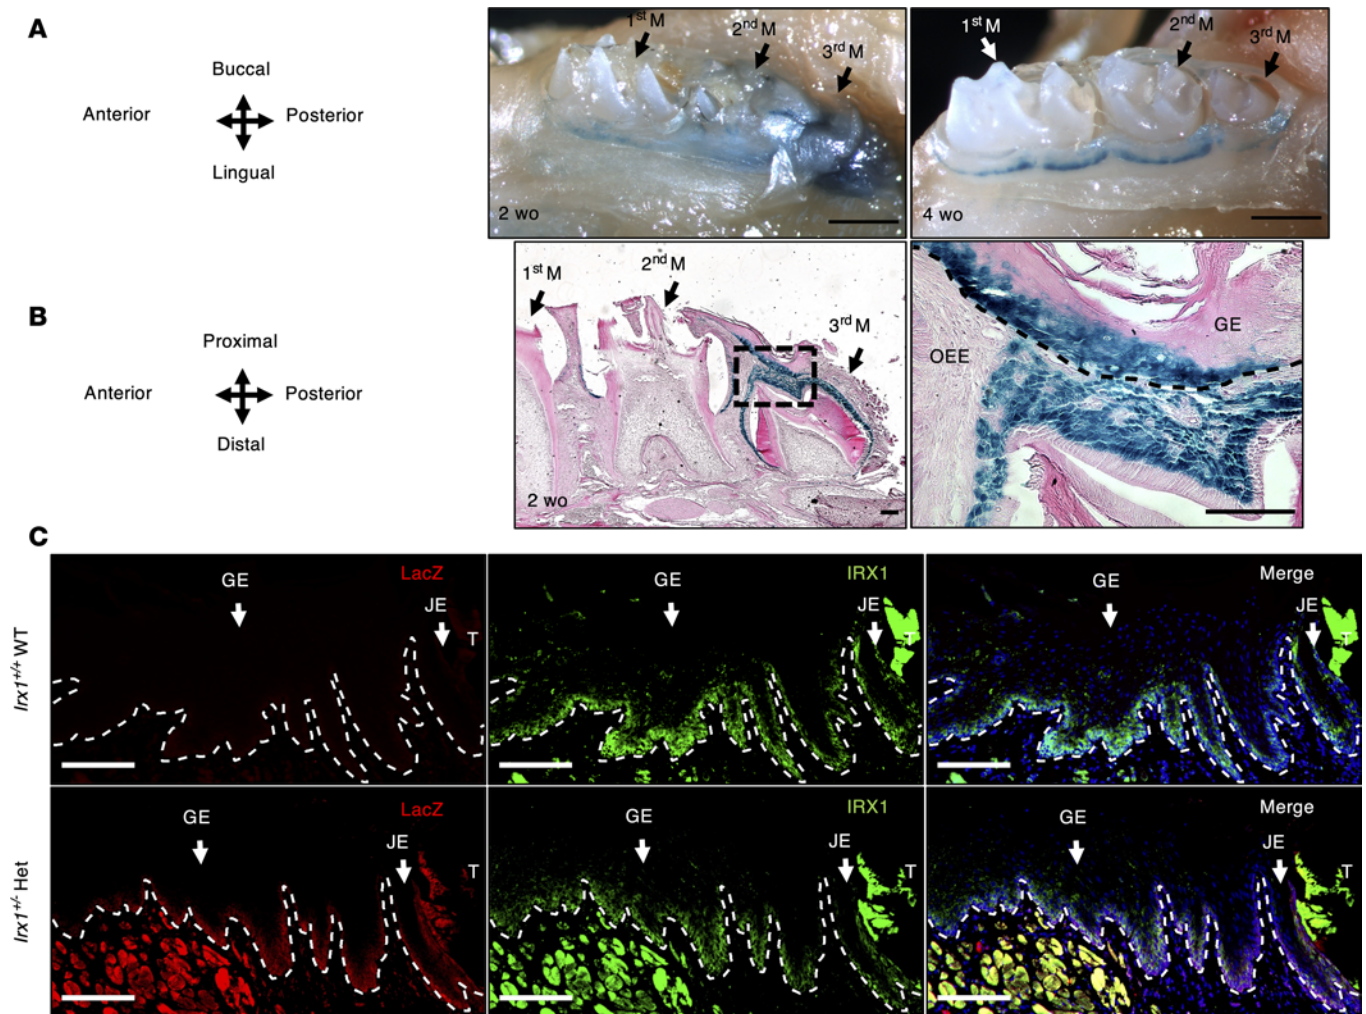 A
Buccal
Anterior
Posterior
Lingual
1st M
2nd M
3rd M
2 wo
1st M
2nd M
3rd M
4 wo
B
Proximal
Anterior
Posterior
Distal
1st M
2nd M
3rd M
2 wo
OEE
GE
C
Irx1+/+ WT
GE
LacZ
JE
T
GE
IRX1
JE
T
GE
Merge
JE
T
Irx1+/- Het
GE
LacZ
JE
T
GE
IRX1
JE
T
GE
Merge
JE
T